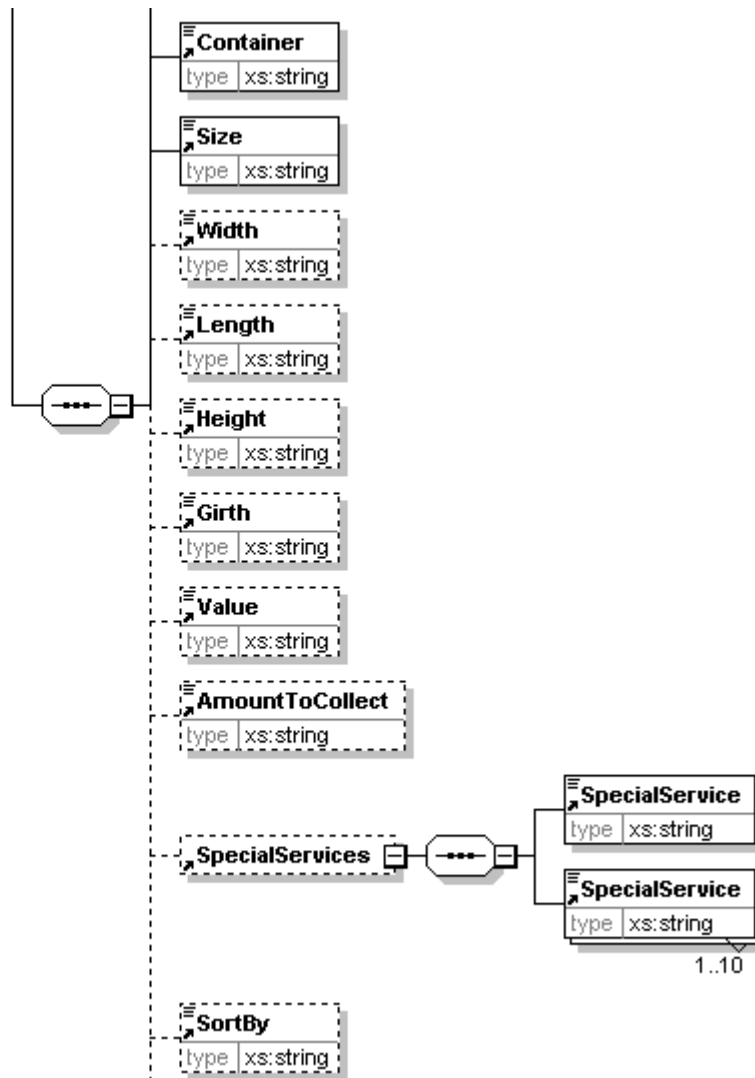 Container
type xs:string
Size
type xs:string
Width
type xs:string
Length
type xs:string
Height
type xs:string
Girth
type xs:string
Value
type xs:string
AmountToCollect
type xs:string
SpecialServices
SpecialService
type xs:string
SpecialService
type xs:string
1..10
SortBy
type xs:string